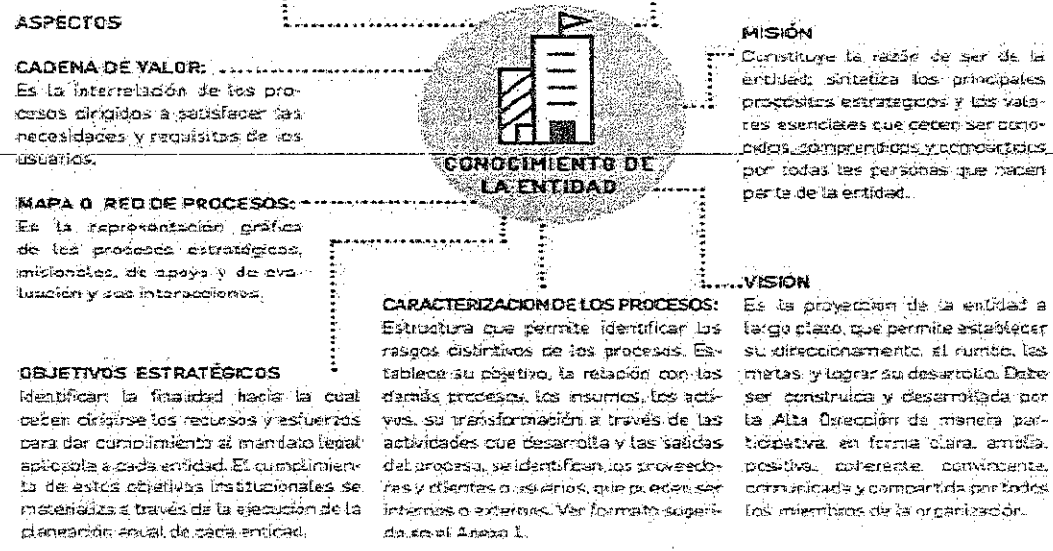 ASPECTOS
CADENA DE VALOR:
Es la interrelación de los pro-
cesos dirigidos a satisfacer las
necesidades y requisitos de los
usuarios.
MAPA O RED DE PROCESOS:
Es la representación gráfica
de los procesos estratégicos,
misionales, de apoyo y de eva-
luación y sus interacciones.
OBJETIVOS ESTRATÉGICOS
Identifican la finalidad hacia la cual
deben dirigirse los recursos y esfuerzos
para dar cumplimiento al mandato legal
aplicable a cada entidad. El cumplimien-
to de estos objetivos institucionales se
materializa a través de la ejecución de la
planeación anual de cada entidad.
CONOCIMIENTO DE
LA ENTIDAD
CARACTERIZACION DE LOS PROCESOS:
Estructura que permite identificar los
rasgos distintivos de los procesos. Es-
tablece su objetivo, la relación con los
demás procesos, los insumos, los acti-
vos, su transformación a través de las
actividades que desarrolla y las salidas
del proceso, se identifican los proveedo-
res y clientes o usuarios, que pueden ser
internos o externos. Ver formato sugeri-
do en el Anexo 1.
MISIÓN
Constituye la razón de ser de la
entidad; sintetiza los principales
propósitos estratégicos y los valo-
res esenciales que deben ser cono-
cidos, comprendidos y compartidos
por todas las personas que hacen
parte de la entidad.
VISIÓN
Es la proyección de la entidad a
largo plazo, que permite establecer
su direccionamiento, el rumbo, las
metas y lograr su desarrollo. Debe
ser construida y desarrollada por
la Alta Dirección de manera par-
ticipativa, en forma clara, amplia,
positiva, coherente, convincente,
comunicada y compartida por todos
los miembros de la organización.